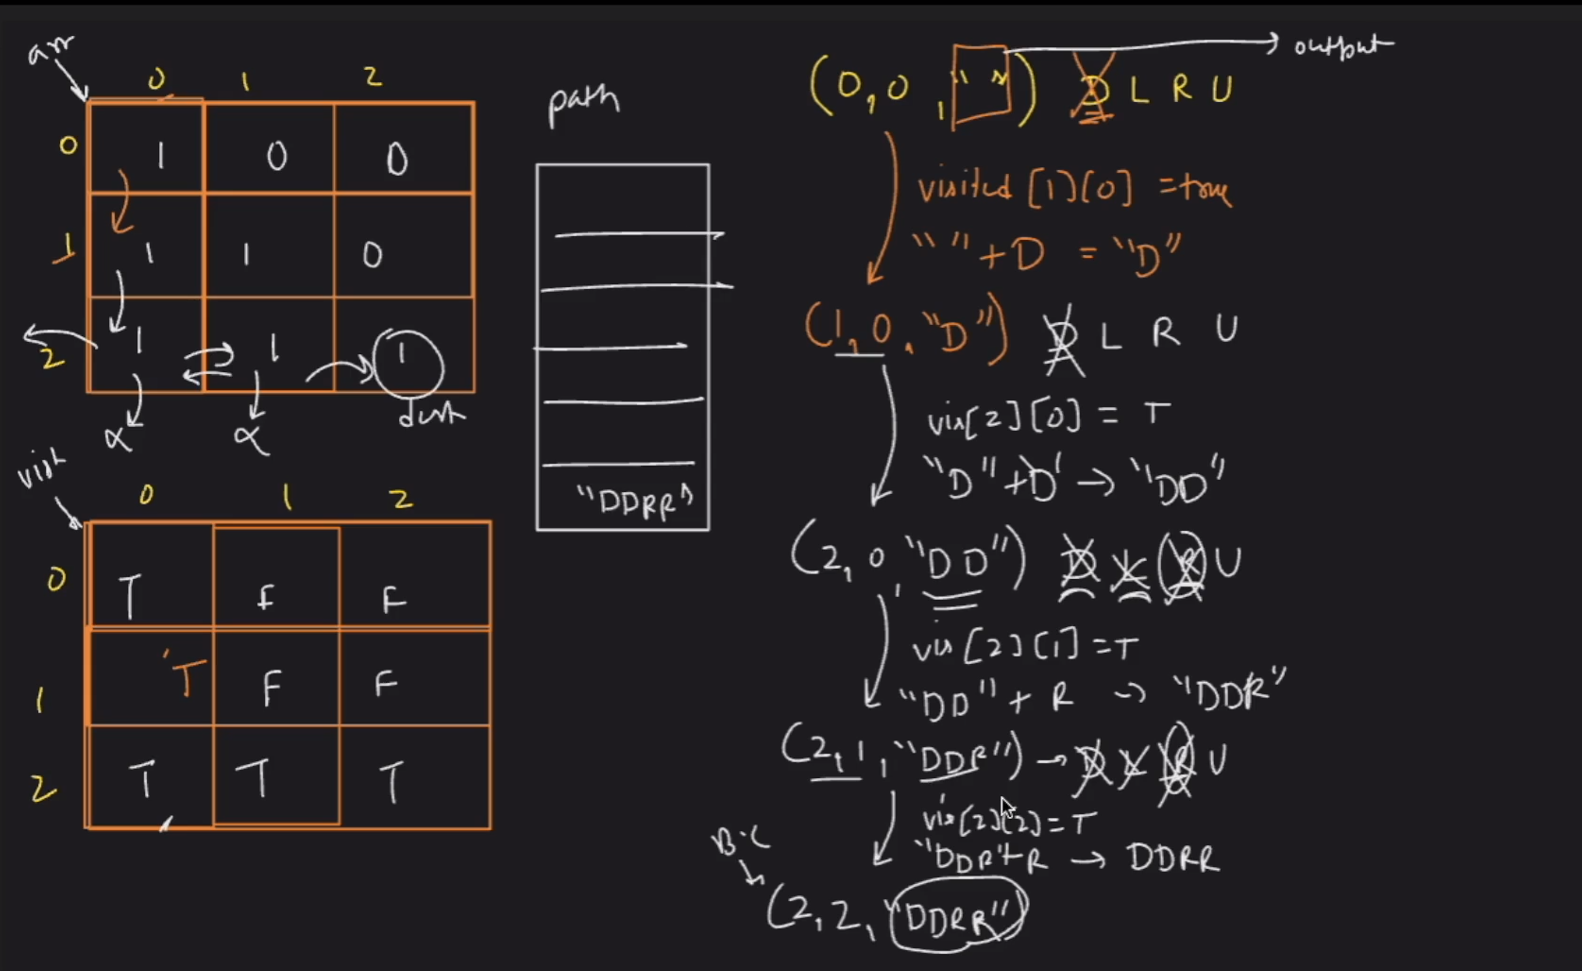 arr
0 1 2
0 1 0 0
1 1 1 0
2 1 1 1
α α dest
visit
0 1 2
0 T F F
1 T F F
2 T T T
path
"DDRR"
(0,0," ") D L R U
output
visited [1][0] = true
" " + D = "D"
(1,0,"D") D L R U
vis[2][0] = T
"D"+'D' → "DD"
(2,0,"DD") D L R U
vis[2][1] = T
"DD" + R → "DDR"
(2,1,"DDR") → D L R U
vis[2][2] = T
"DDR"+R → DDRR
B.C
(2,2,"DDRR")